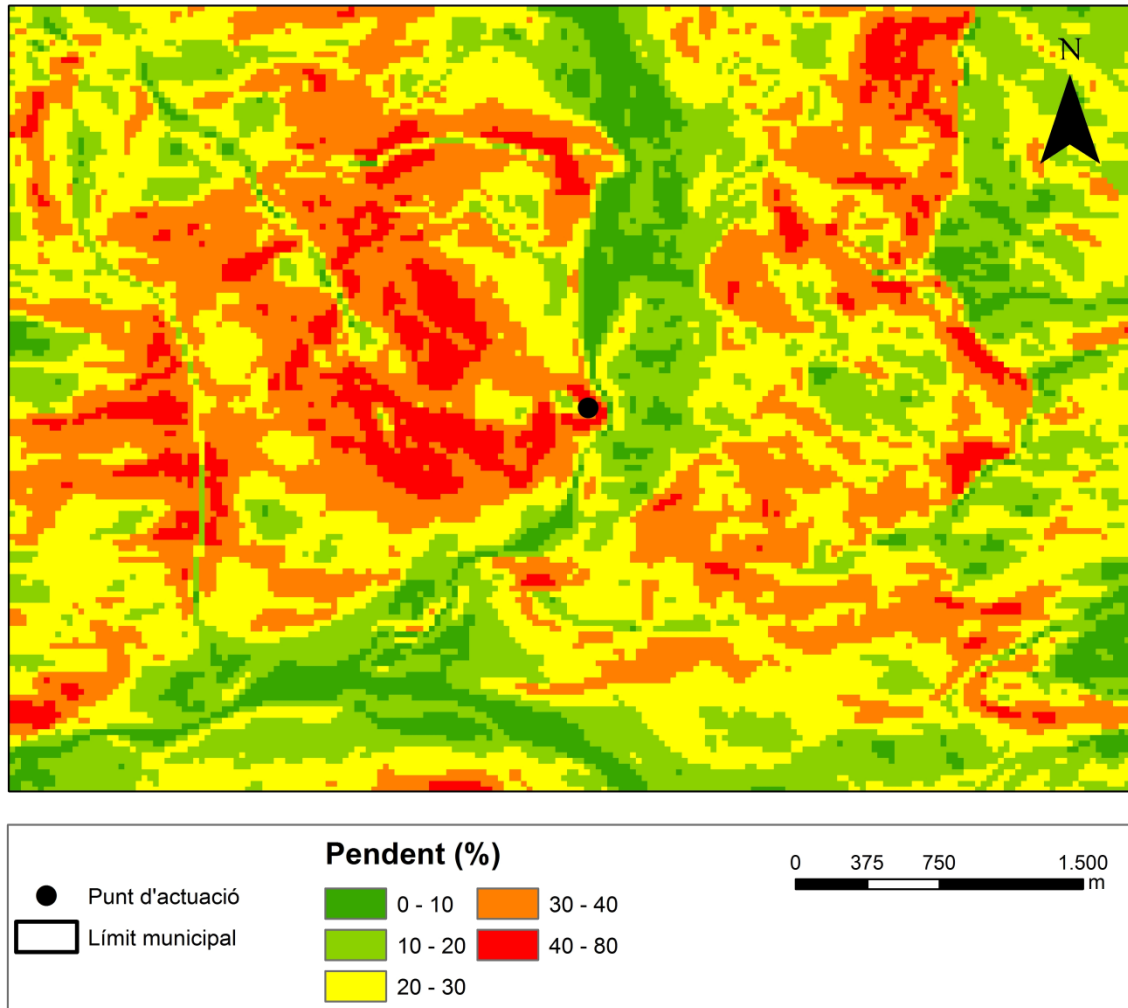 N
Pendent (%)
0 375 750 1.500
m
Punt d'actuació
Límit municipal
0 - 10
30 - 40
10 - 20
40 - 80
20 - 30